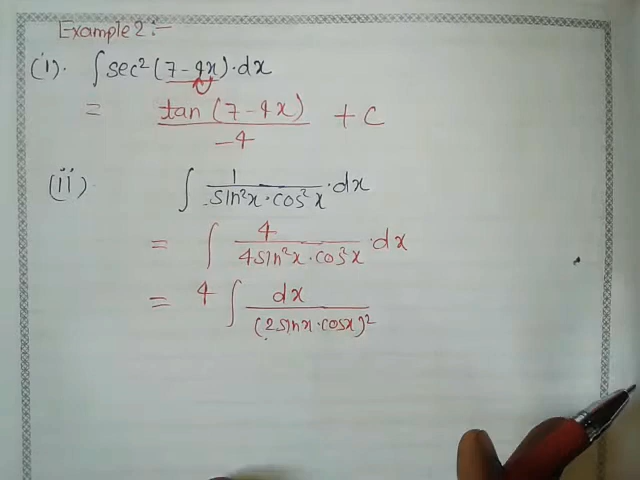 Example 2:-
(i). ∫ sec² (7-4x)·dx
= tan (7-4x) / -4 + c
(ii) ∫ 1 / sin²x·cos²x ·dx
= ∫ 4 / 4sin²x·cos²x ·dx
= 4 ∫ dx / (2sinx·cosx)²